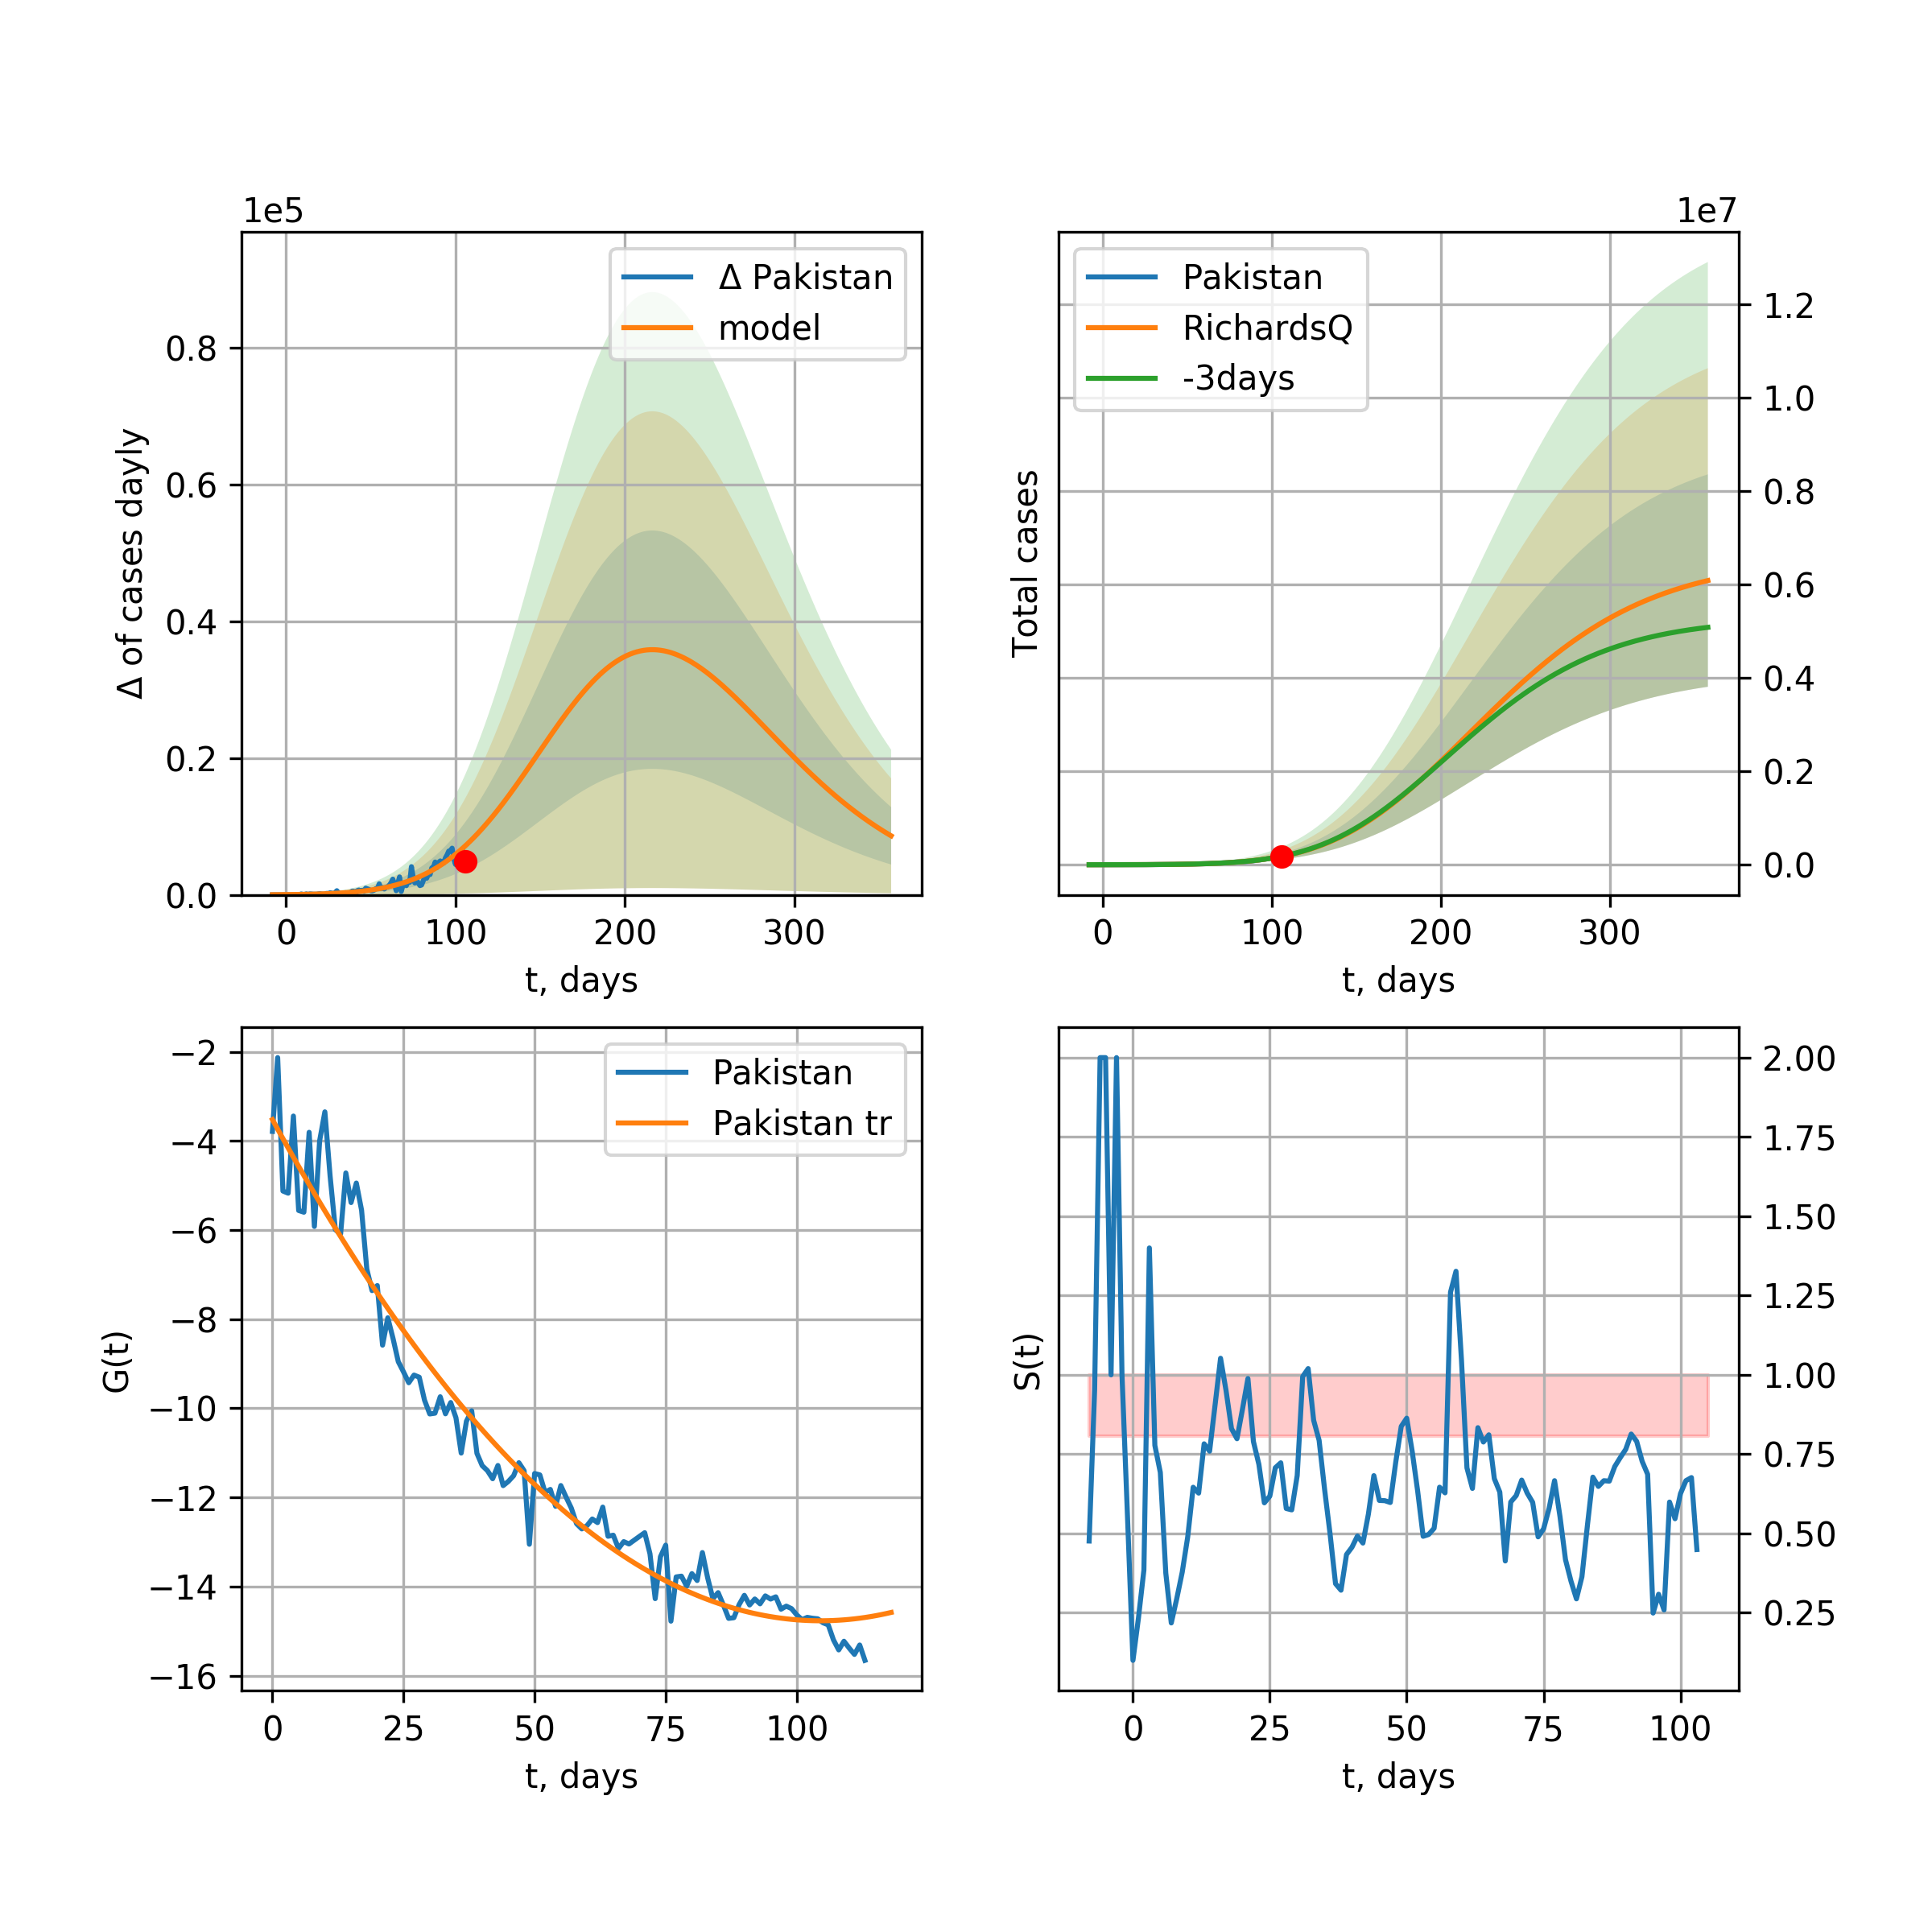 1e5
Δ Pakistan
model
0.8
0.6
0.4
0.2
0.0
Δ of cases dayly
0 100 200 300
t, days
1e7
Pakistan
RichardsQ
-3days
1.2
1.0
0.8
0.6
0.4
0.2
0.0
Total cases
0 100 200 300
t, days
Pakistan
Pakistan tr
−2
−4
−6
−8
−10
−12
−14
−16
G(t)
0 25 50 75 100
t, days
2.00
1.75
1.50
1.25
1.00
0.75
0.50
0.25
S(t)
0 25 50 75 100
t, days